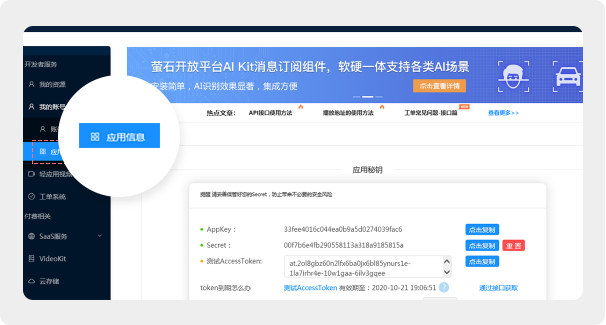 开发者服务
我的资源
我的账号
账
应用信息
应
轻应用视频
工单系统
付费相关
SaaS服务
VideoKit
云存储
萤石开放平台AI Kit消息订阅组件，软硬一体支持各类AI场景
安装简单，AI识别效果显著，集成方便
点击查看详情
热点文章：
API接口使用方法
播放地址的使用方法
工单常见问题-接口篇
查看更多>>
应用秘钥
提醒 请妥善保管好您的Secret，防止带来不必要的安全风险
AppKey：
33fee4016c044ea0b9a5d0274039fac6
点击复制
Secret：
00f7b6e4fb290558113a318a9185815a
点击复制
重 置
测试AccessToken:
at.2ol8gbz60n2lf6x6ba0jx6bl85ynurs1e-
1la7irhr4e-10w1gaa-6ilv3gqee
点击复制
token到期怎么办
测试AccessToken 有效期至：2020-10-21 19:06:51
?
通过接口获取